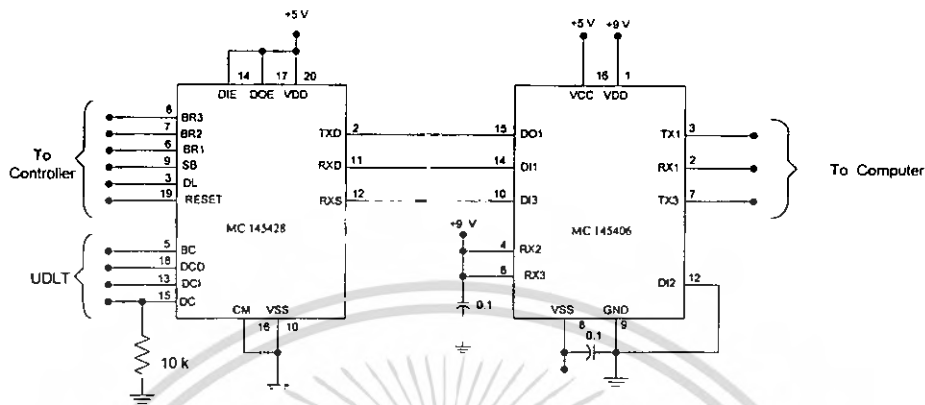 +5 V
+5 V +9 V
14 17 20
DIE DOE VDD
16 1
VCC VDD
To
Controller
6 BR3
7 BR2
6 BR1
9 SB
3 DL
19 RESET
TXD 2
RXD 11
RXS 12
MC 145428
UDLT
5 BC
18 DCO
13 DCI
15 DC
CM VSS
16 10
10 k
15 DO1
14 DI1
10 DI3
MC 145406
+9 V
4 RX2
6 RX3
0.1
TX1 3
RX1 2
TX3 7
To Computer
DI2 12
VSS GND
8 9
0.1